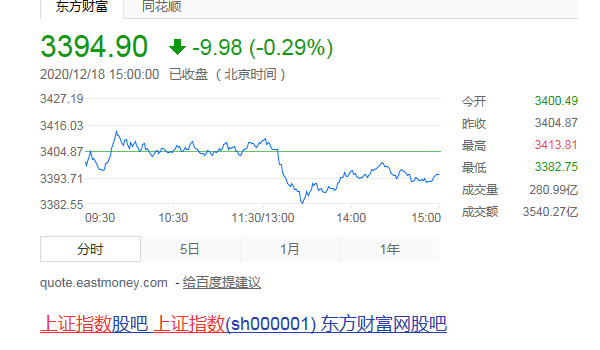 东方财富 同花顺
3394.90 -9.98 (-0.29%)
2020/12/18 15:00:00 已收盘 (北京时间)
3427.19
3416.03
3404.87
3393.71
3382.55
09:30 10:30 11:30/13:00 14:00 15:00
今开 3400.49
昨收 3404.87
最高 3413.81
最低 3382.75
成交量 280.99亿
成交额 3540.27亿
分时 5日 1月 1年
quote.eastmoney.com - 给百度提建议
上证指数股吧_上证指数(sh000001)_东方财富网股吧